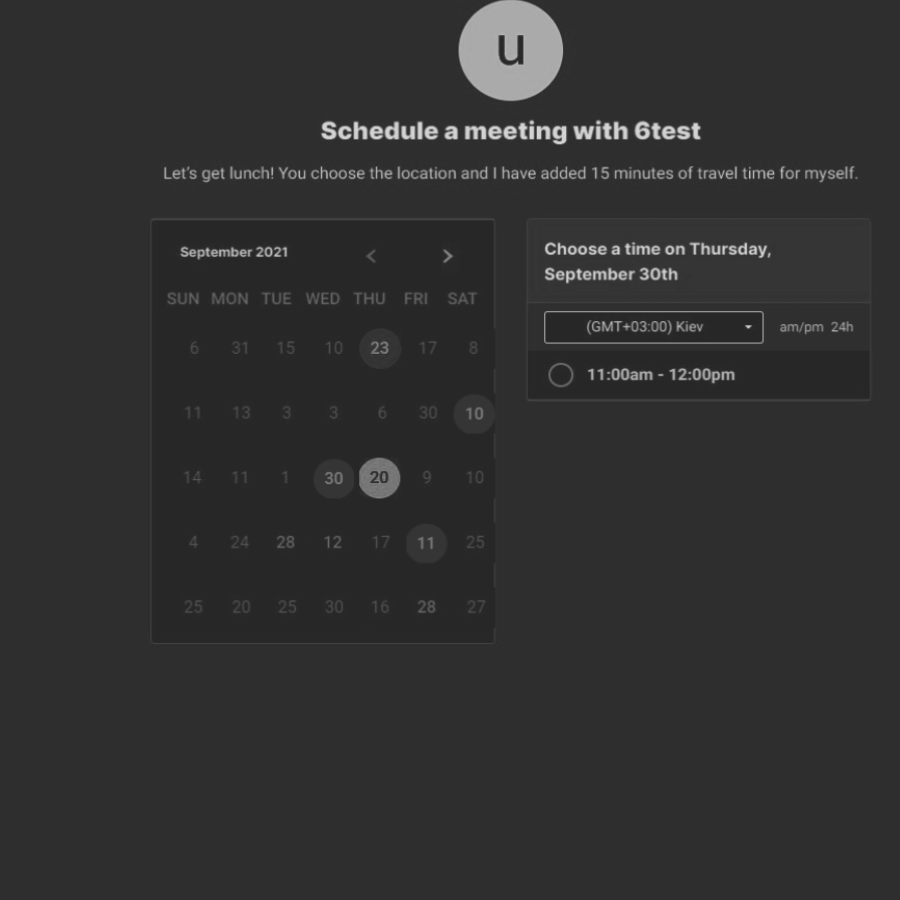 u
Schedule a meeting with 6test
Let's get lunch! You choose the location and I have added 15 minutes of travel time for myself.
September 2021
SUN MON TUE WED THU FRI SAT
6 31 15 10 23 17 8
11 13 3 3 6 30 10
14 11 1 30 20 9 10
4 24 28 12 17 11 25
25 20 25 30 16 28 27
Choose a time on Thursday,
September 30th
(GMT+03:00) Kiev am/pm 24h
11:00am - 12:00pm